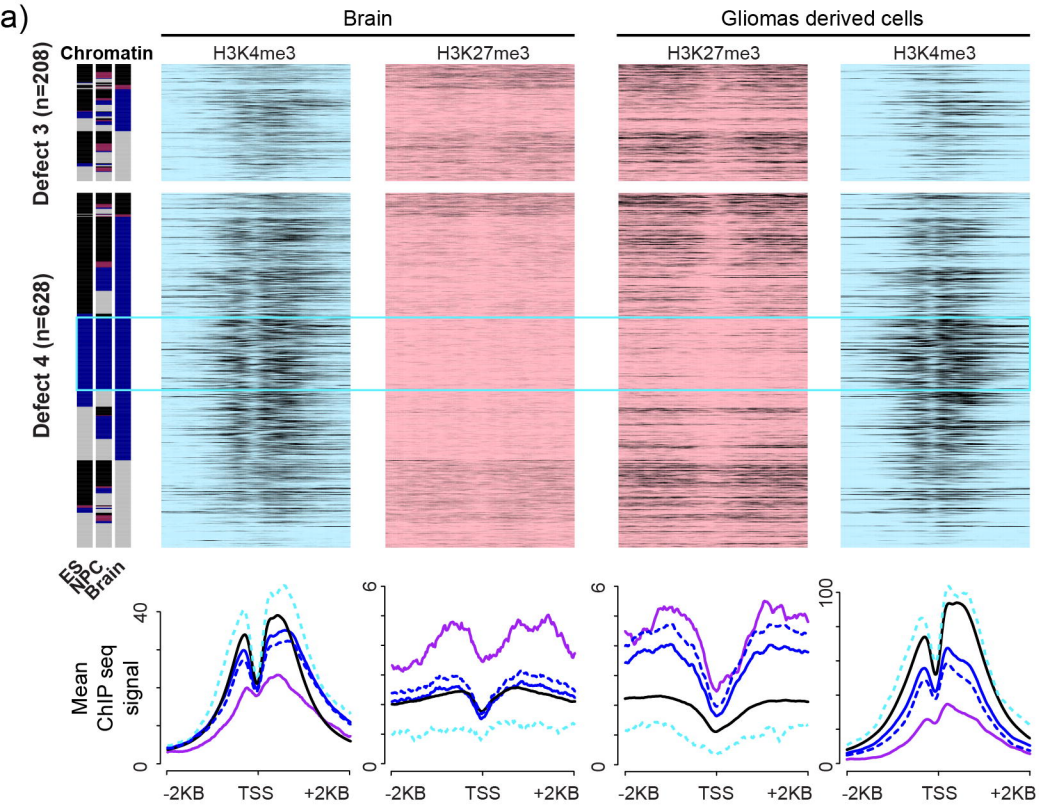 a)
Brain
Gliomas derived cells
Chromatin
H3K4me3
H3K27me3
H3K27me3
H3K4me3
Defect 3 (n=208)
Defect 4 (n=628)
ES
NPC
Brain
Mean
ChIP seq
signal
40
20
0
6
0
6
0
100
0
-2KB TSS +2KB
-2KB TSS +2KB
-2KB TSS +2KB
-2KB TSS +2KB